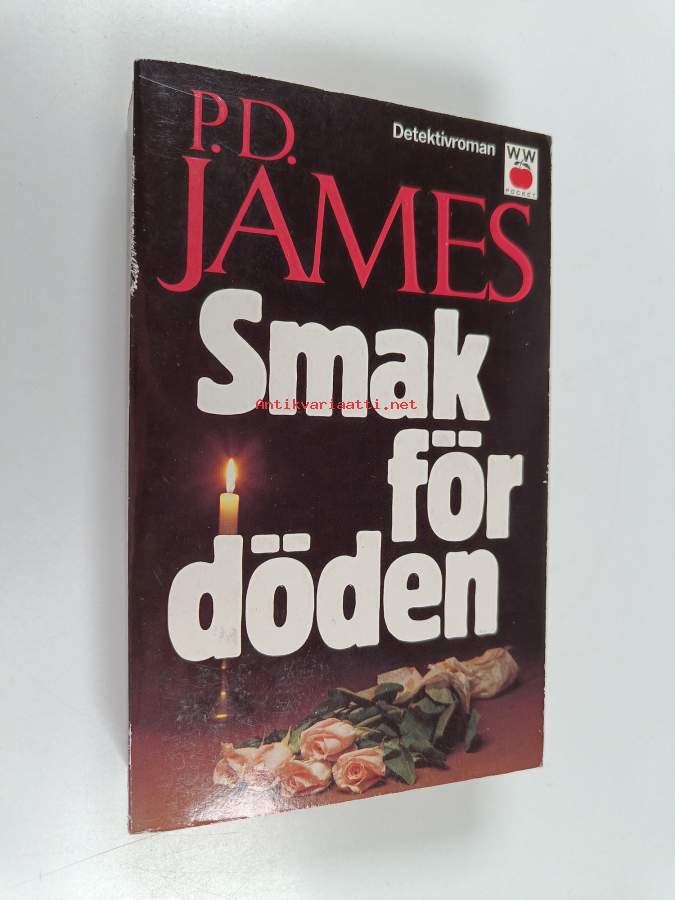 P.D.
JAMES
Detektivroman
WW
POCKET
Smak
Antikvariaatti.net
för
döden